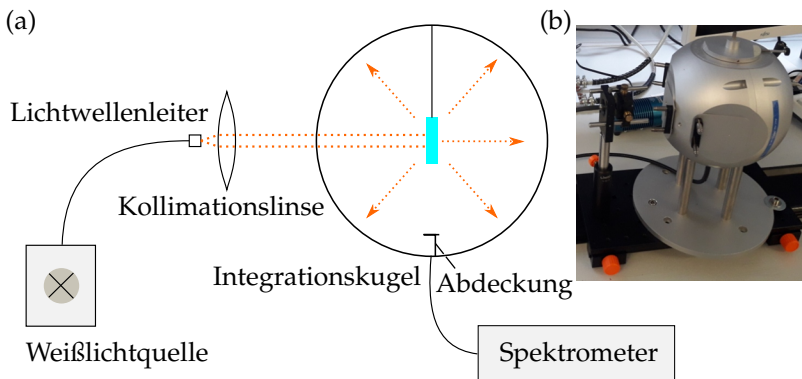 (a)
(b)
Lichtwellenleiter
Kollimationslinse
Integrationskugel
Abdeckung
Weißlichtquelle
Spektrometer